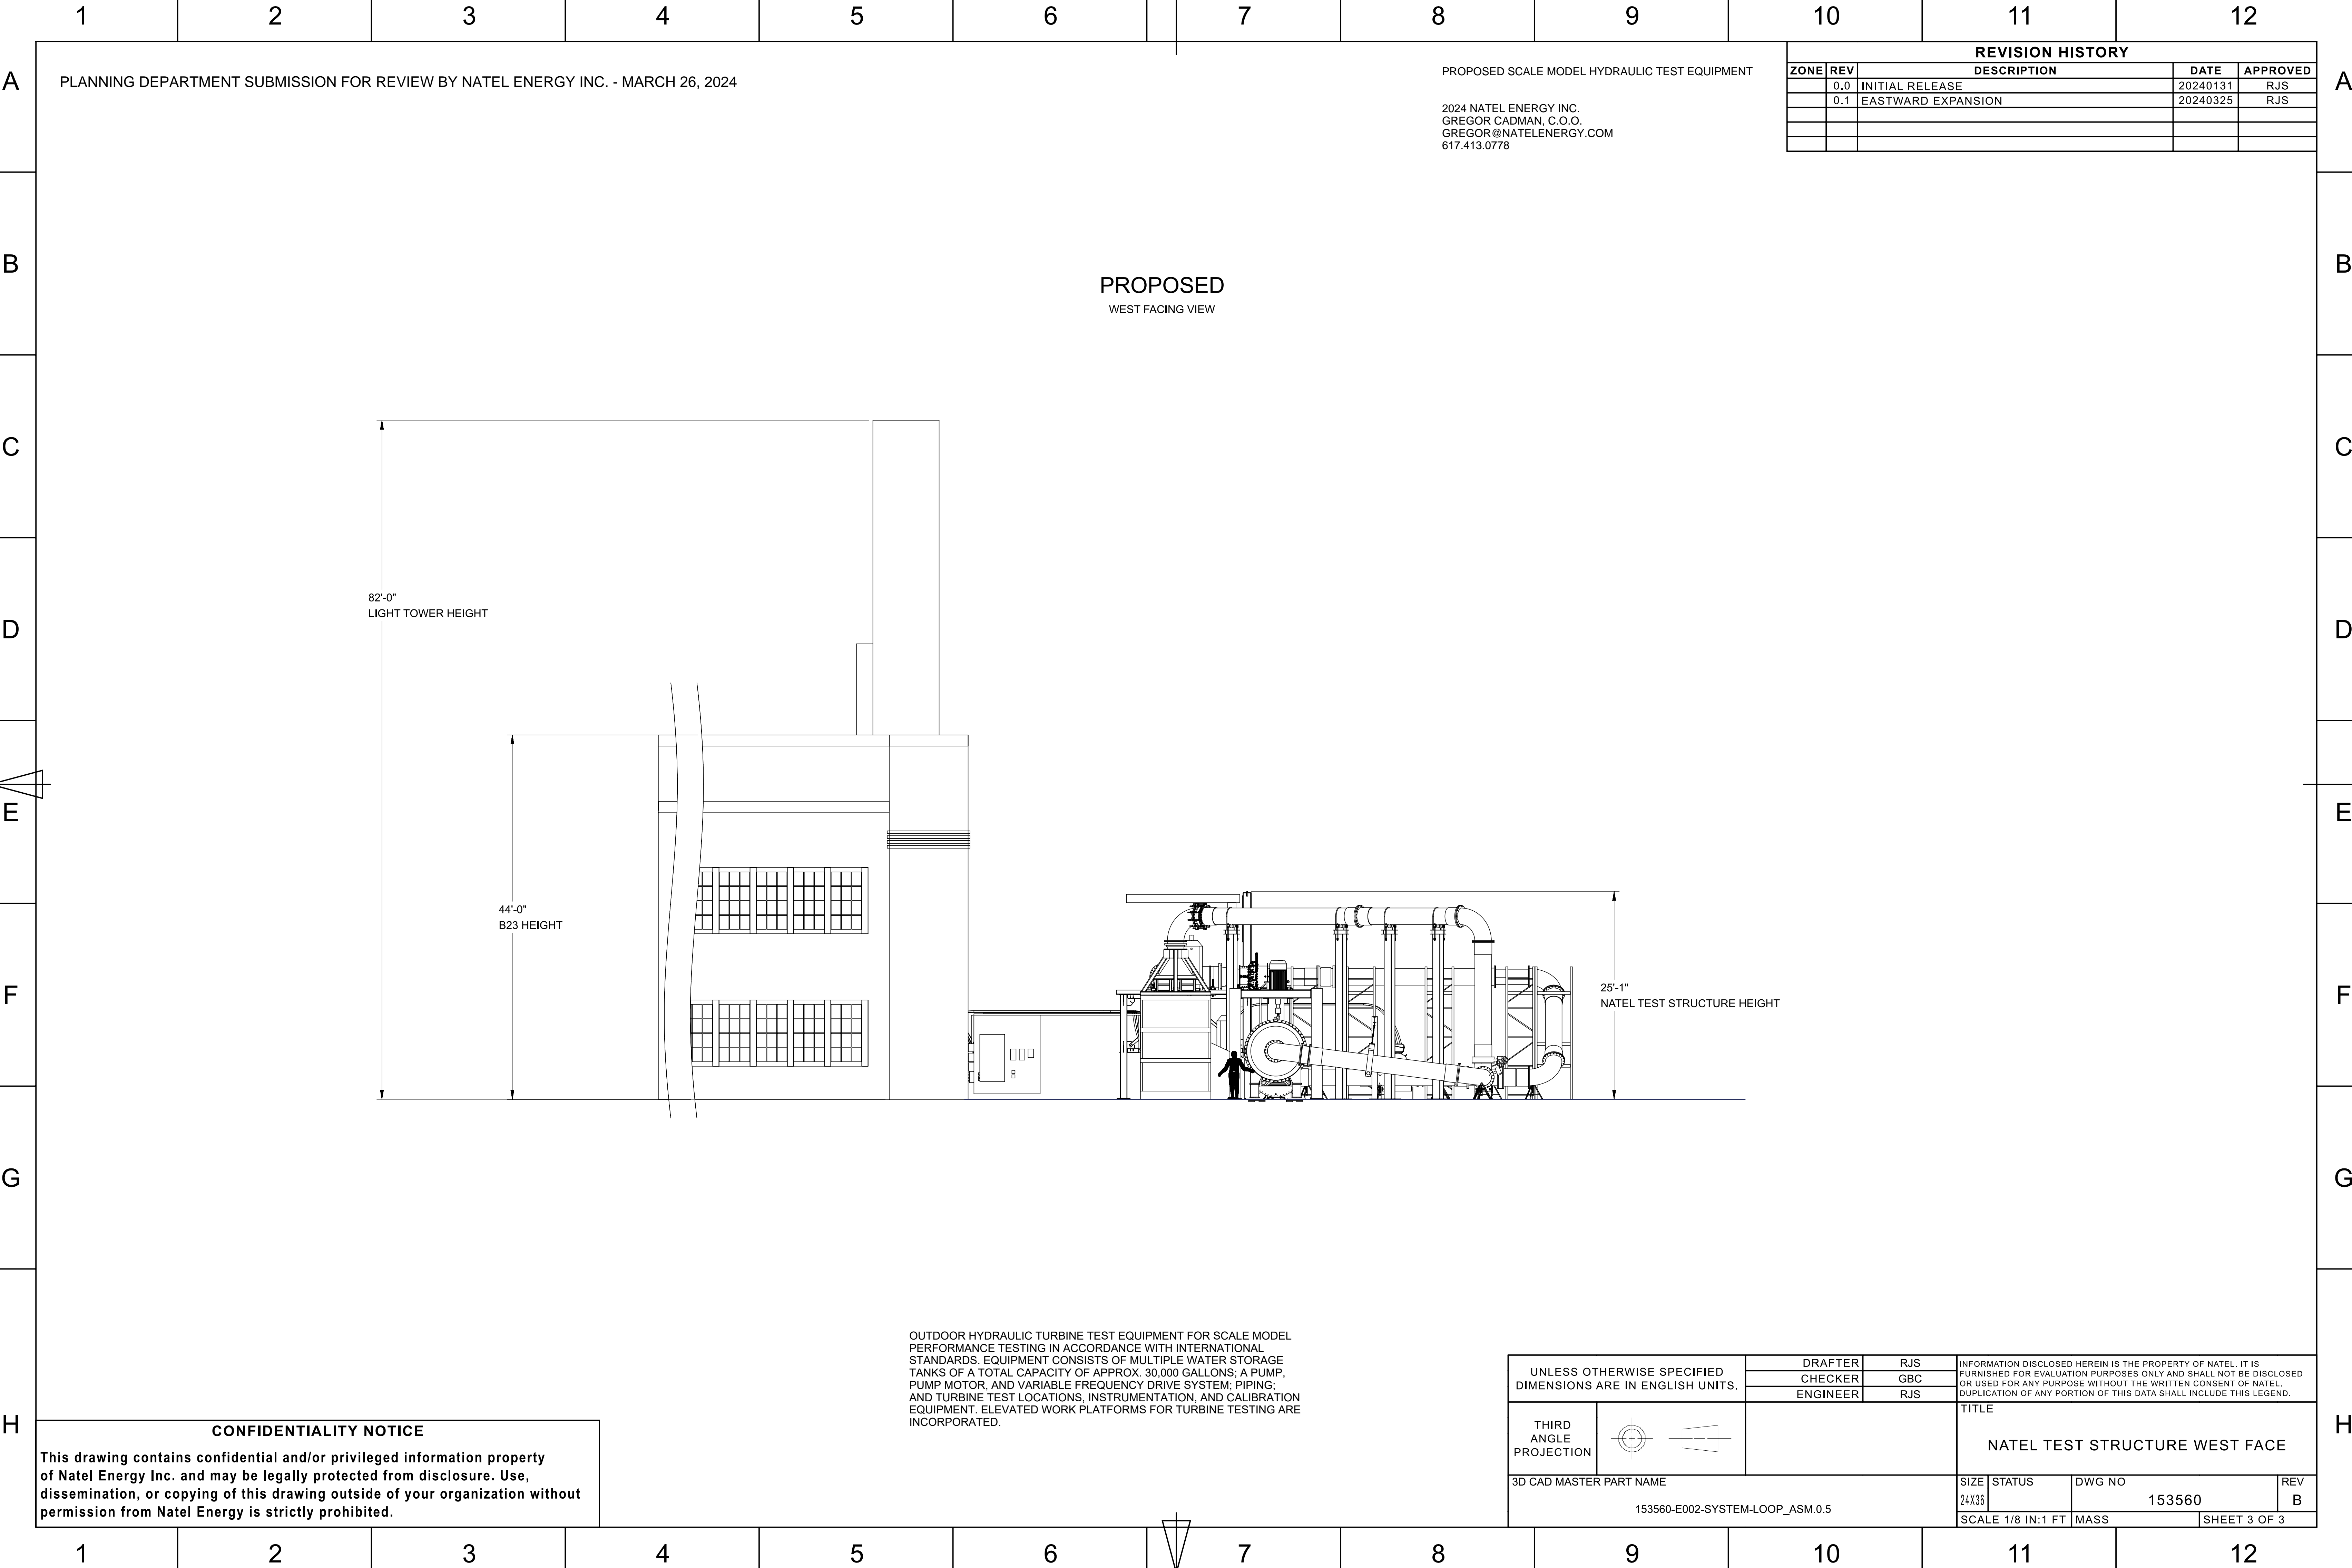 1 2 3 4 5 6 7 8 9 10 11 12
A
B
C
D
E
F
G
H
PLANNING DEPARTMENT SUBMISSION FOR REVIEW BY NATEL ENERGY INC. - MARCH 26, 2024
PROPOSED SCALE MODEL HYDRAULIC TEST EQUIPMENT
2024 NATEL ENERGY INC.
GREGOR CADMAN, C.O.O.
GREGOR@NATELENERGY.COM
617.413.0778
REVISION HISTORY
ZONE REV DESCRIPTION DATE APPROVED
0.0 INITIAL RELEASE 20240131 RJS
0.1 EASTWARD EXPANSION 20240325 RJS
PROPOSED
WEST FACING VIEW
82'-0"
LIGHT TOWER HEIGHT
44'-0"
B23 HEIGHT
25'-1"
NATEL TEST STRUCTURE HEIGHT
OUTDOOR HYDRAULIC TURBINE TEST EQUIPMENT FOR SCALE MODEL
PERFORMANCE TESTING IN ACCORDANCE WITH INTERNATIONAL
STANDARDS. EQUIPMENT CONSISTS OF MULTIPLE WATER STORAGE
TANKS OF A TOTAL CAPACITY OF APPROX. 30,000 GALLONS; A PUMP,
PUMP MOTOR, AND VARIABLE FREQUENCY DRIVE SYSTEM; PIPING;
AND TURBINE TEST LOCATIONS, INSTRUMENTATION, AND CALIBRATION
EQUIPMENT. ELEVATED WORK PLATFORMS FOR TURBINE TESTING ARE
INCORPORATED.
CONFIDENTIALITY NOTICE
This drawing contains confidential and/or privileged information property
of Natel Energy Inc. and may be legally protected from disclosure. Use,
dissemination, or copying of this drawing outside of your organization without
permission from Natel Energy is strictly prohibited.
UNLESS OTHERWISE SPECIFIED
DIMENSIONS ARE IN ENGLISH UNITS.
DRAFTER RJS
CHECKER GBC
ENGINEER RJS
INFORMATION DISCLOSED HEREIN IS THE PROPERTY OF NATEL. IT IS
FURNISHED FOR EVALUATION PURPOSES ONLY AND SHALL NOT BE DISCLOSED
OR USED FOR ANY PURPOSE WITHOUT THE WRITTEN CONSENT OF NATEL.
DUPLICATION OF ANY PORTION OF THIS DATA SHALL INCLUDE THIS LEGEND.
THIRD
ANGLE
PROJECTION
TITLE
NATEL TEST STRUCTURE WEST FACE
3D CAD MASTER PART NAME
153560-E002-SYSTEM-LOOP_ASM.0.5
SIZE STATUS DWG NO REV
24X36 153560 B
SCALE 1/8 IN:1 FT MASS SHEET 3 OF 3
A
B
C
D
E
F
G
H
1 2 3 4 5 6 7 8 9 10 11 12